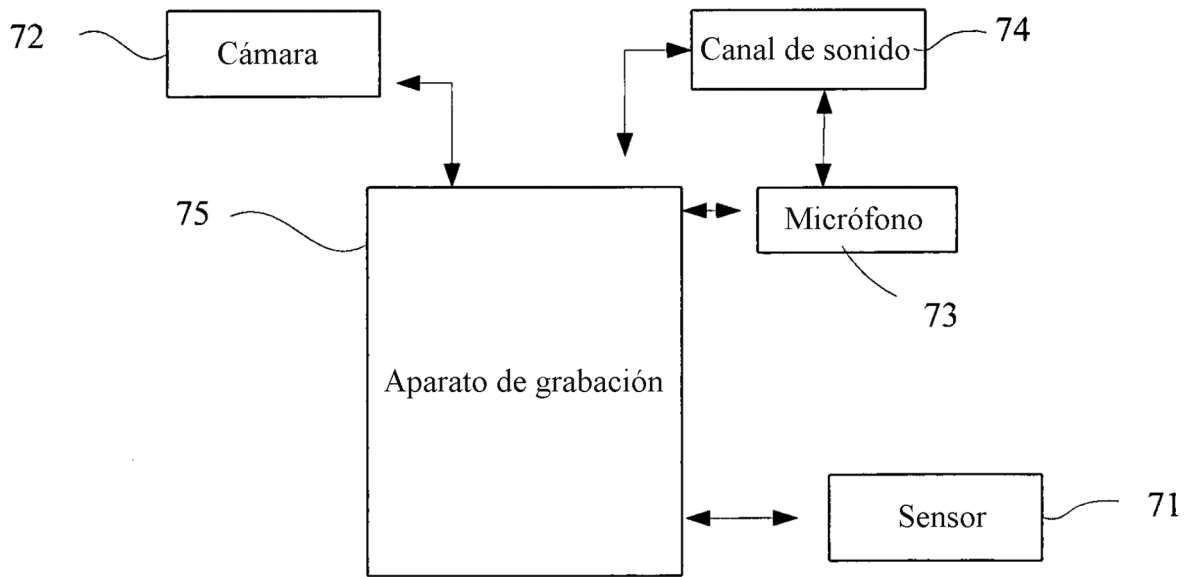 72
Cámara
Canal de sonido
74
75
Micrófono
73
Aparato de grabación
Sensor
71